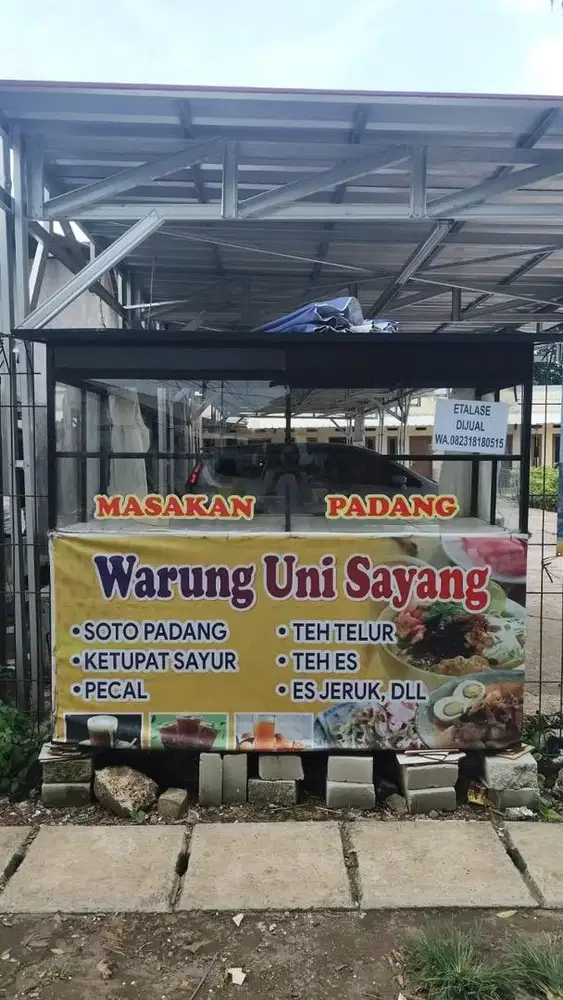 ETALASE
DIJUAL
WA.082318180515
MASAKAN PADANG
Warung Uni Sayang
• SOTO PADANG
• KETUPAT SAYUR
• PECAL
• TEH TELUR
• TEH ES
• ES JERUK, DLL